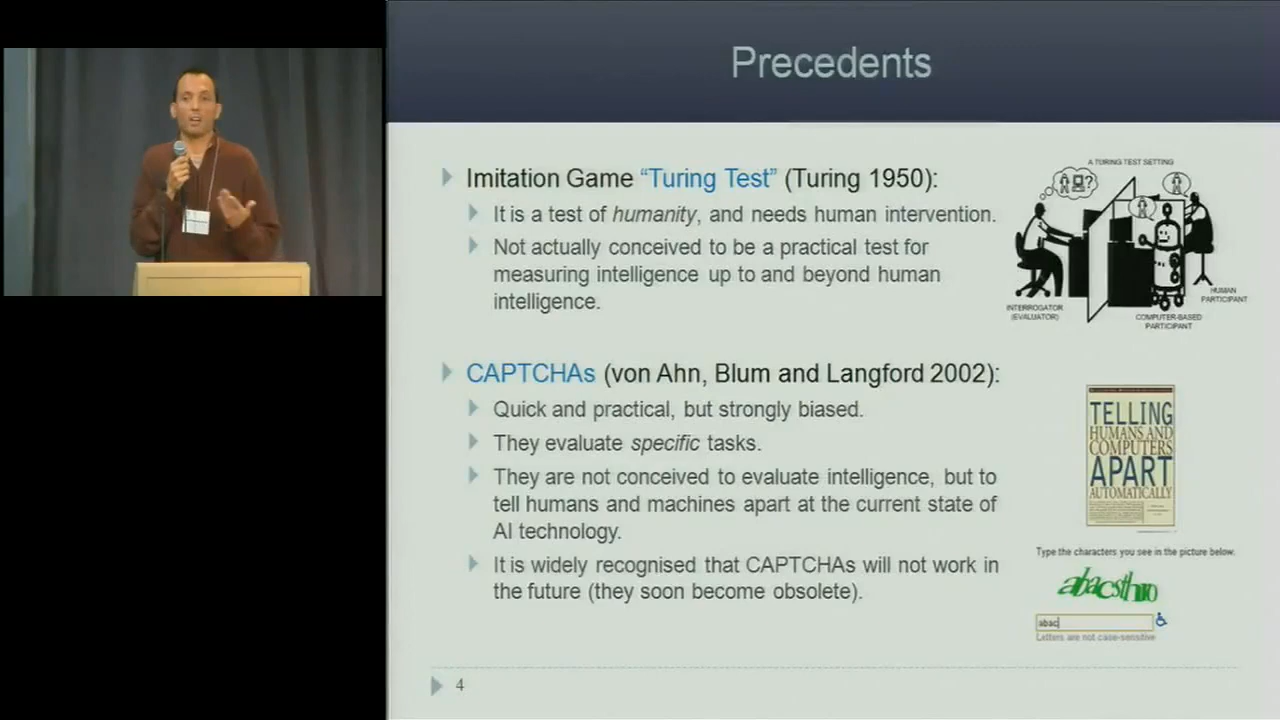 Precedents
Imitation Game “Turing Test” (Turing 1950):
It is a test of humanity, and needs human intervention.
Not actually conceived to be a practical test for
measuring intelligence up to and beyond human
intelligence.
A TURING TEST SETTING
INTERROGATOR
(EVALUATOR)
HUMAN
PARTICIPANT
COMPUTER-BASED
PARTICIPANT
CAPTCHAs (von Ahn, Blum and Langford 2002):
Quick and practical, but strongly biased.
They evaluate specific tasks.
They are not conceived to evaluate intelligence, but to
tell humans and machines apart at the current state of
AI technology.
It is widely recognised that CAPTCHAs will not work in
the future (they soon become obsolete).
TELLING
HUMANS AND
COMPUTERS
APART
AUTOMATICALLY
Type the characters you see in the picture below.
abac
Letters are not case-sensitive
4